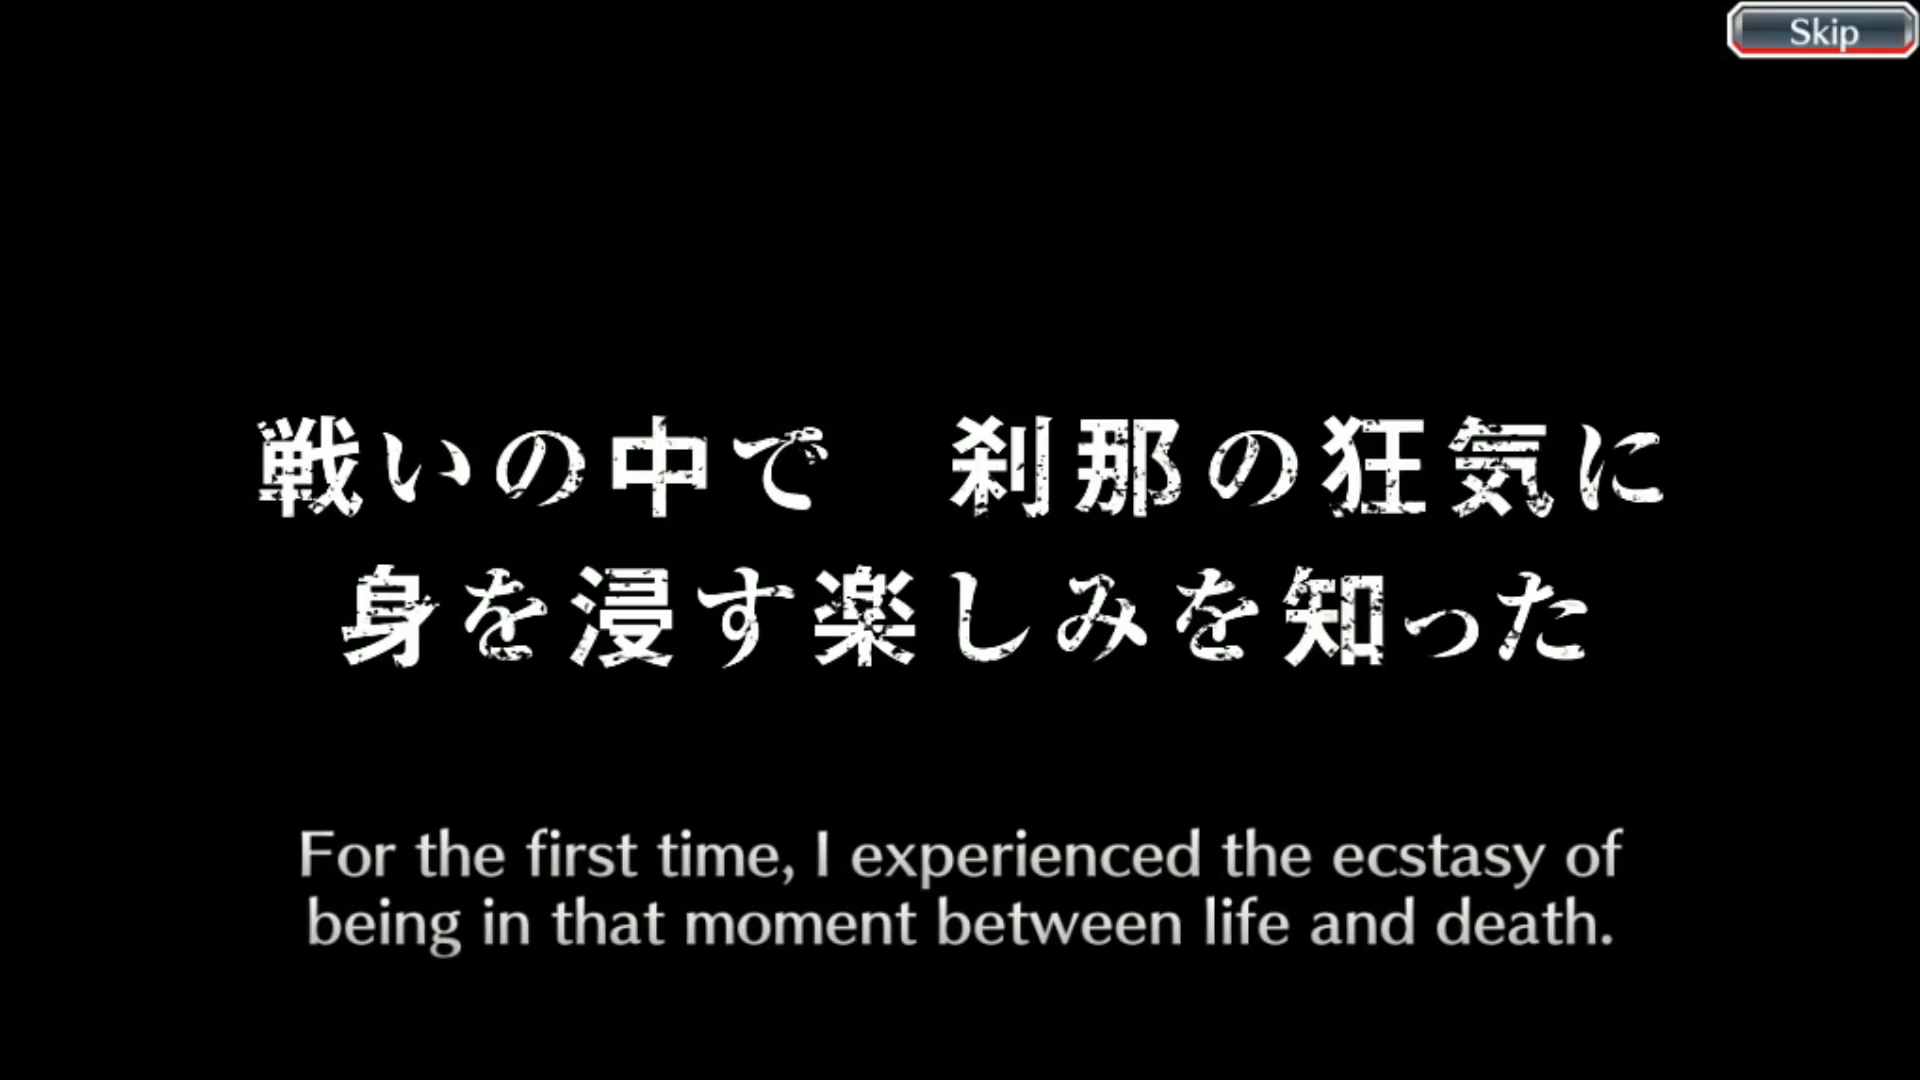 Skip
戦いの中で　刹那の狂気に
身を浸す楽しみを知った
For the first time, I experienced the ecstasy of
being in that moment between life and death.